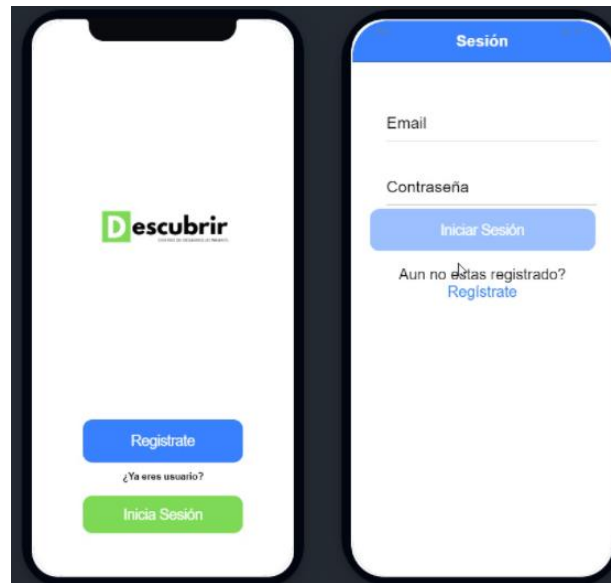 Descubrir
Registrate
¿Ya eres usuario?
Inicia Sesión
Sesión
Email
Contraseña
Iniciar Sesión
Aun no estas registrado?
Regístrate